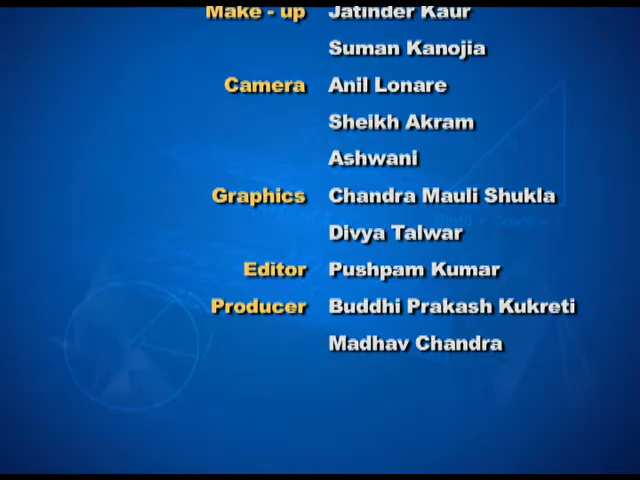 Make - up Jatinder Kaur
Suman Kanojia
Camera Anil Lonare
Sheikh Akram
Ashwani
Graphics Chandra Mauli Shukla
Divya Talwar
Editor Pushpam Kumar
Producer Buddhi Prakash Kukreti
Madhav Chandra